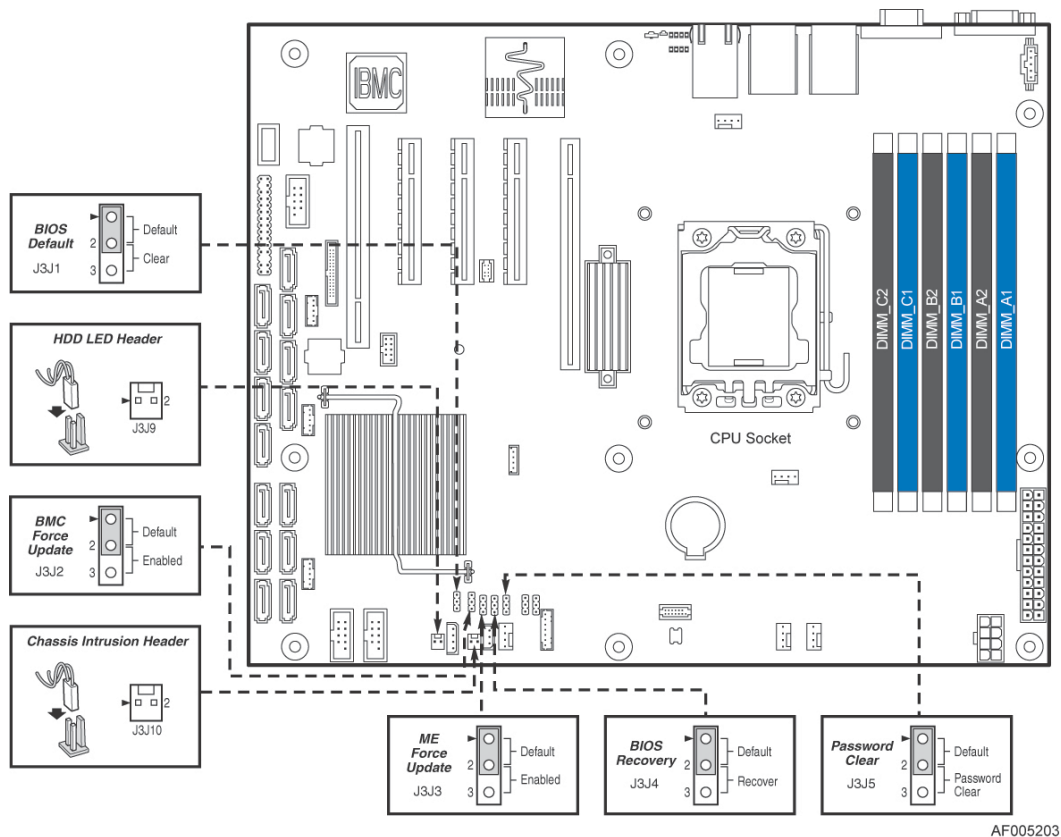 IBMC
BIOS
Default
J3J1
2
3
Default
Clear
HDD LED Header
2
J3J9
BMC
Force
Update
J3J2
2
3
Default
Enabled
Chassis Intrusion Header
2
J3J10
ME
Force
Update
J3J3
2
3
Default
Enabled
BIOS
Recovery
J3J4
2
3
Default
Recover
Password
Clear
J3J5
2
3
Default
Password
Clear
CPU Socket
DIMM_C2
DIMM_C1
DIMM_B2
DIMM_B1
DIMM_A2
DIMM_A1
AF005203